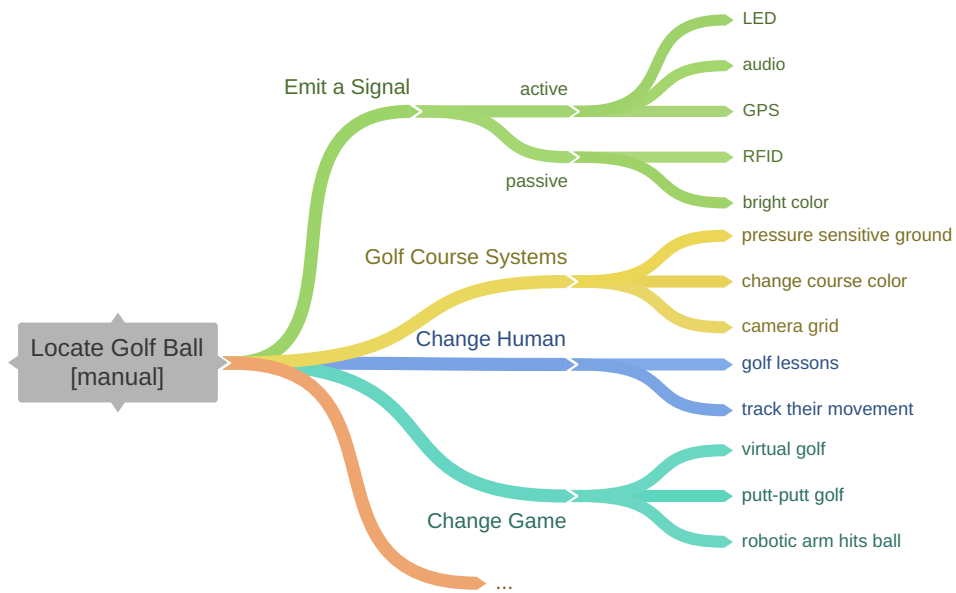 Locate Golf Ball
[manual]
Emit a Signal
active
LED
audio
GPS
passive
RFID
bright color
Golf Course Systems
pressure sensitive ground
change course color
camera grid
Change Human
golf lessons
track their movement
Change Game
virtual golf
putt-putt golf
robotic arm hits ball
...